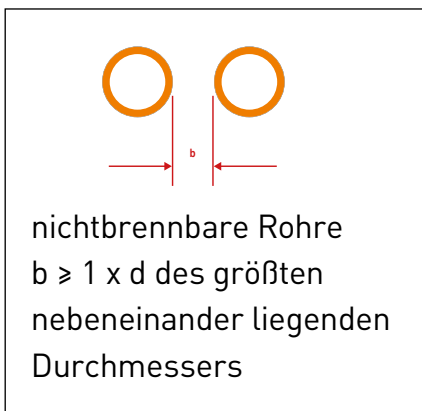 b
nichtbrennbare Rohre
b ≥ 1 x d des größten
nebeneinander liegenden
Durchmessers